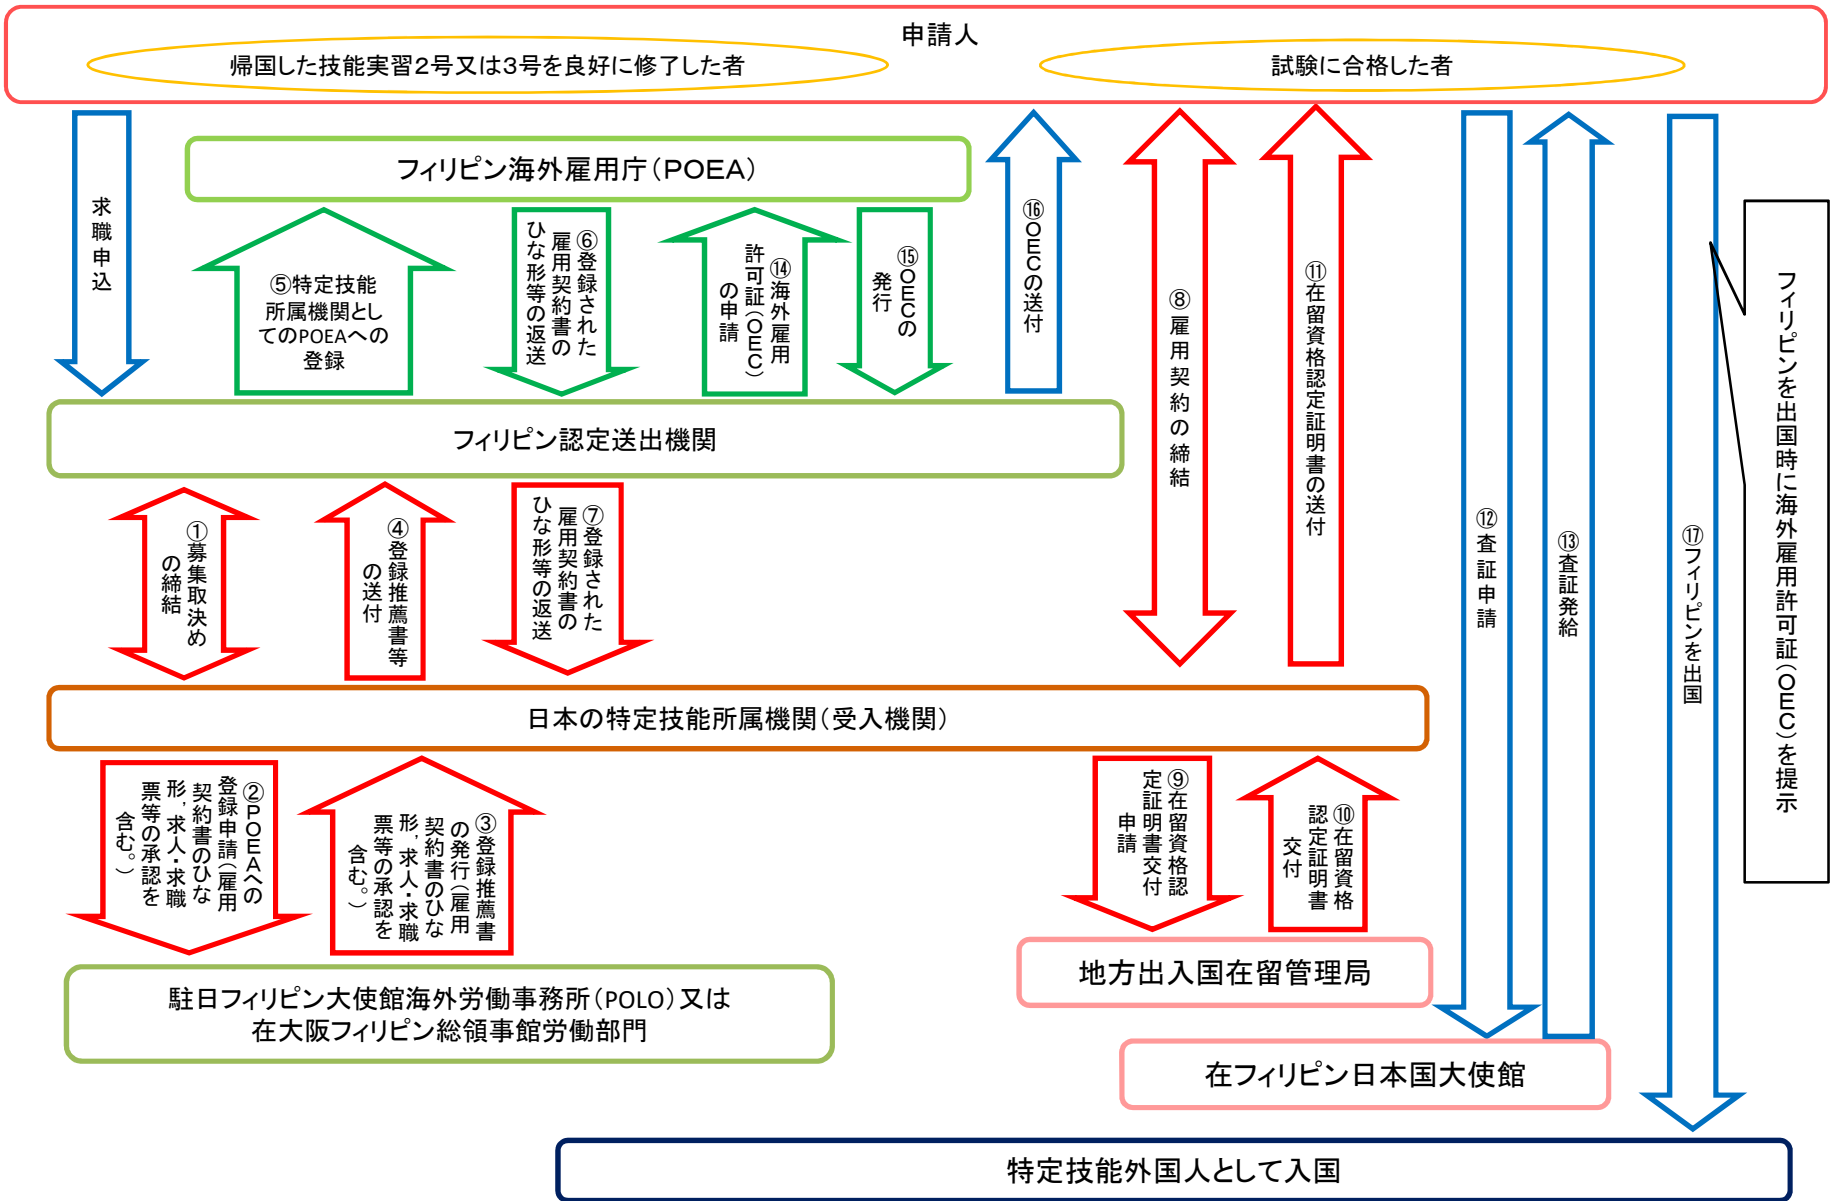 申請人
帰国した技能実習２号又は３号を良好に修了した者
試験に合格した者
求職申込
フィリピン海外雇用庁（ＰＯＥＡ）
⑤特定技能
所属機関とし
てのPOEAへの
登録
⑥登録された
雇用契約書の
ひな形等の返送
⑭海外雇用
許可証（ＯＥＣ）
の申請
⑮ＯＥＣの
発行
⑯ＯＥＣの送付
⑧雇用契約の締結
⑪在留資格認定証明書の送付
⑫査証申請
⑬査証発給
⑰フィリピンを出国
フィリピンを出国時に海外雇用許可証（ＯＥＣ）を提示
フィリピン認定送出機関
①募集取決め
の締結
④登録推薦書等
の送付
⑦登録された
雇用契約書の
ひな形等の返送
日本の特定技能所属機関（受入機関）
②ＰＯＥＡへの
登録申請（雇用
契約書のひな
形，求人・求職
票等の承認を
含む。）
③登録推薦書
の発行（雇用
契約書のひな
形，求人・求職
票等の承認を
含む。）
⑨在留資格認
定証明書交付
申請
⑩在留資格
認定証明書
交付
地方出入国在留管理局
駐日フィリピン大使館海外労働事務所（POLO）又は
在大阪フィリピン総領事館労働部門
在フィリピン日本国大使館
特定技能外国人として入国